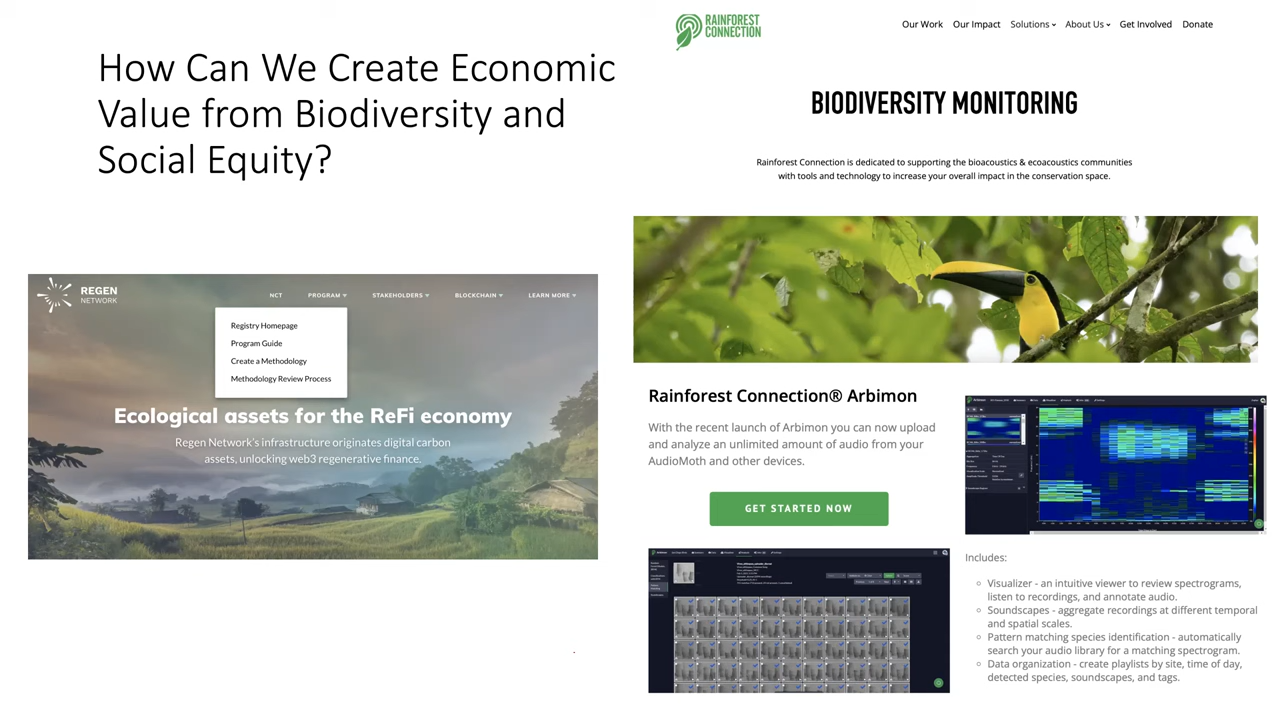 How Can We Create Economic
Value from Biodiversity and
Social Equity?
REGEN
NETWORK
NCT
PROGRAM
STAKEHOLDERS
BLOCKCHAIN
LEARN MORE
Registry Homepage
Program Guide
Create a Methodology
Methodology Review Process
Ecological assets for the ReFi economy
Regen Network's infrastructure originates digital carbon
assets, unlocking web3 regenerative finance.
RAINFOREST
CONNECTION
Our Work
Our Impact
Solutions
About Us
Get Involved
Donate
BIODIVERSITY MONITORING
Rainforest Connection is dedicated to supporting the bioacoustics & ecoacoustics communities
with tools and technology to increase your overall impact in the conservation space.
Rainforest Connection® Arbimon
With the recent launch of Arbimon you can now upload
and analyze an unlimited amount of audio from your
AudioMoth and other devices.
GET STARTED NOW
Arbimon
Arbimon
Includes:
Visualizer - an intuitive viewer to review spectrograms,
listen to recordings, and annotate audio.
Soundscapes - aggregate recordings at different temporal
and spatial scales.
Pattern matching species identification - automatically
search your audio library for a matching spectrogram.
Data organization - create playlists by site, time of day,
detected species, soundscapes, and tags.